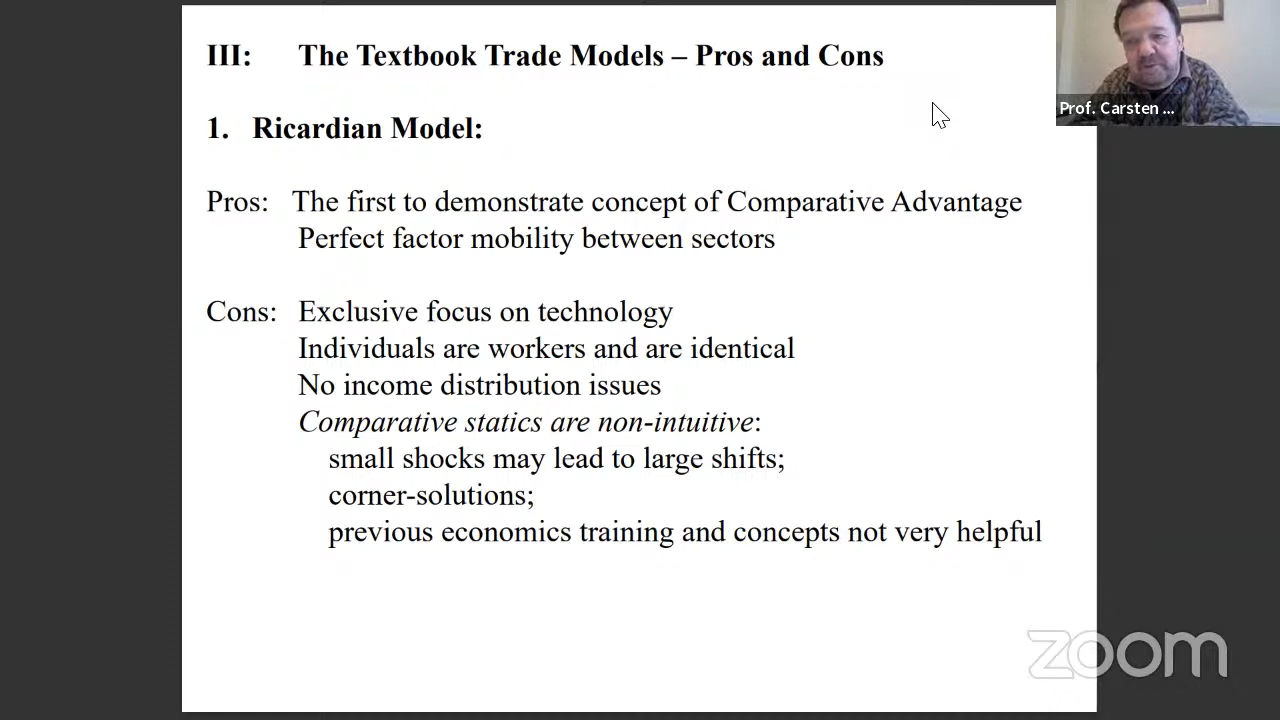 III: The Textbook Trade Models – Pros and Cons
1. Ricardian Model:
Pros: The first to demonstrate concept of Comparative Advantage
Perfect factor mobility between sectors
Cons: Exclusive focus on technology
Individuals are workers and are identical
No income distribution issues
Comparative statics are non-intuitive:
small shocks may lead to large shifts;
corner-solutions;
previous economics training and concepts not very helpful
Prof. Carsten ...
zoom